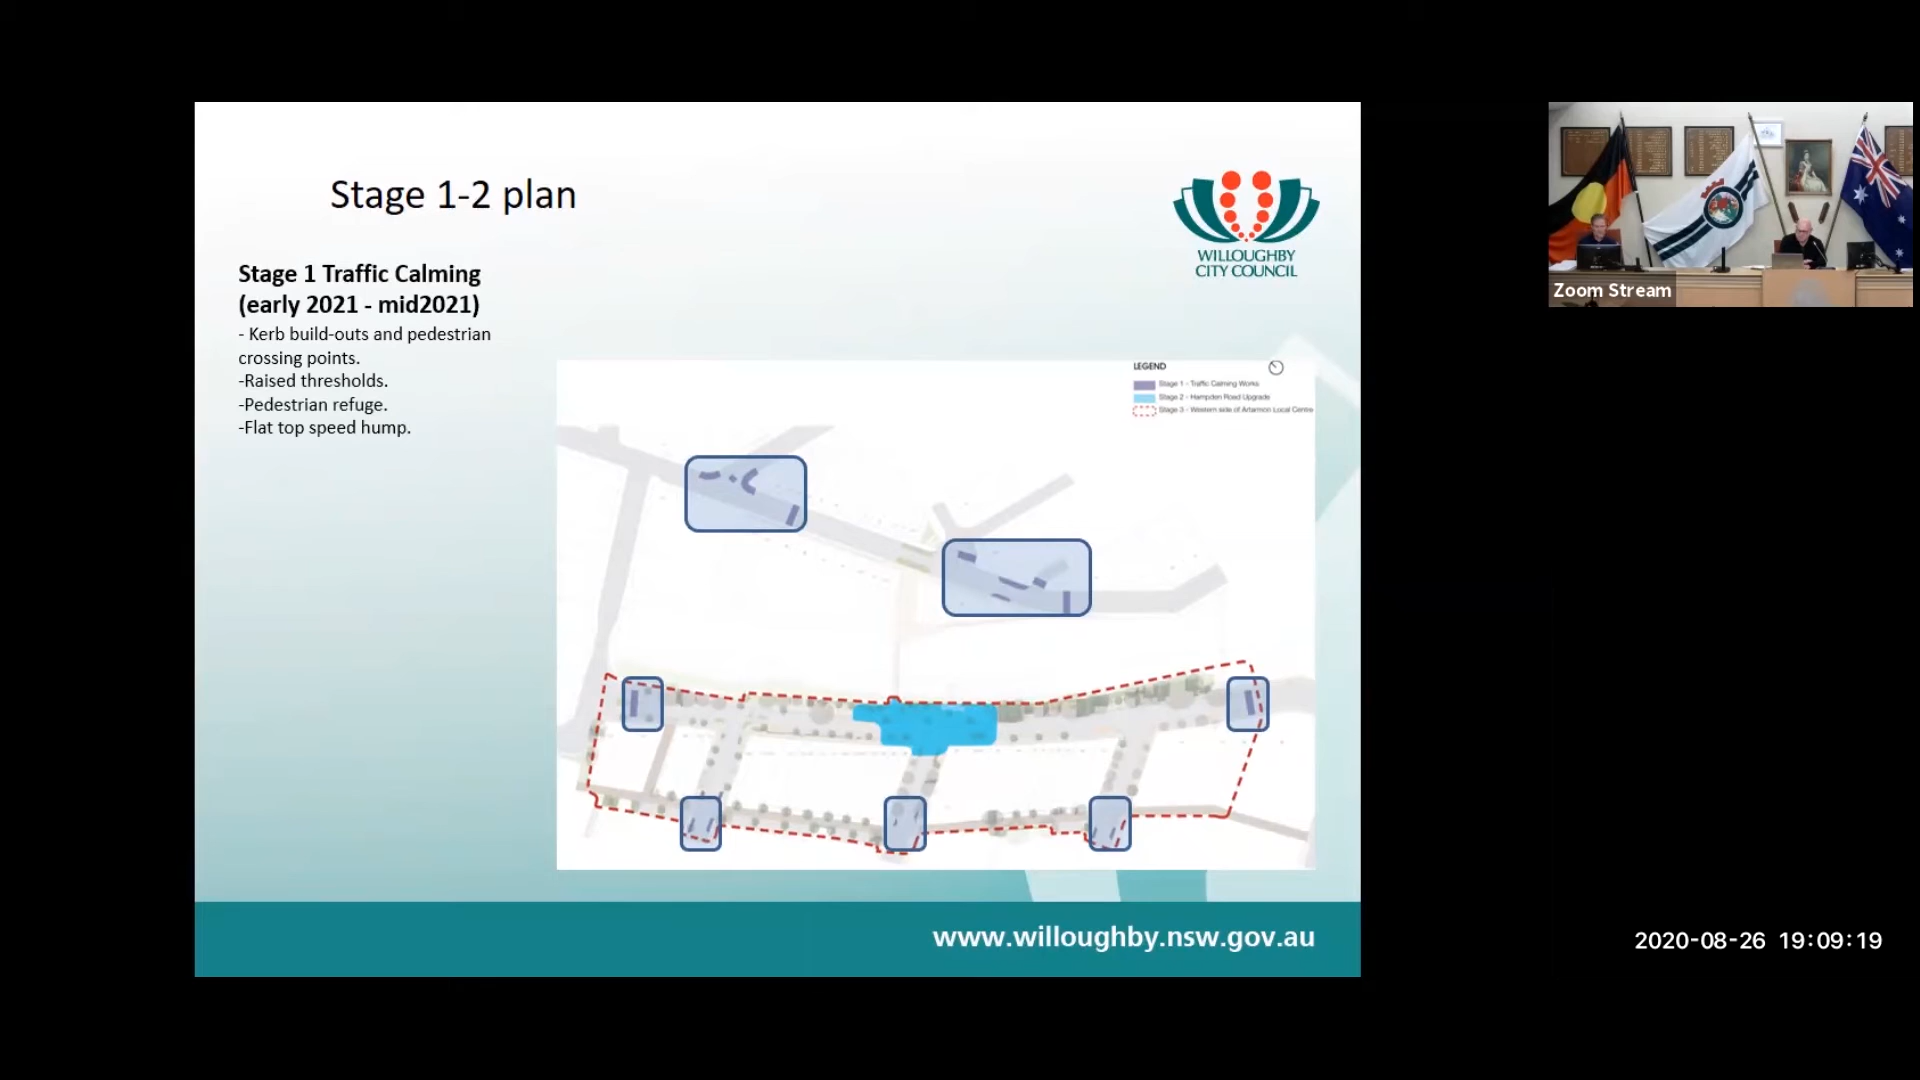 Stage 1-2 plan
WILLOUGHBY
CITY COUNCIL
Stage 1 Traffic Calming
(early 2021 - mid2021)
- Kerb build-outs and pedestrian
crossing points.
-Raised thresholds.
-Pedestrian refuge.
-Flat top speed hump.
LEGEND
Stage 1 - Traffic Calming Works
Stage 2 - Hampden Road Upgrade
Stage 3 - Western side of Artarmon Local Centre
www.willoughby.nsw.gov.au
Zoom Stream
2020-08-26 19:09:19